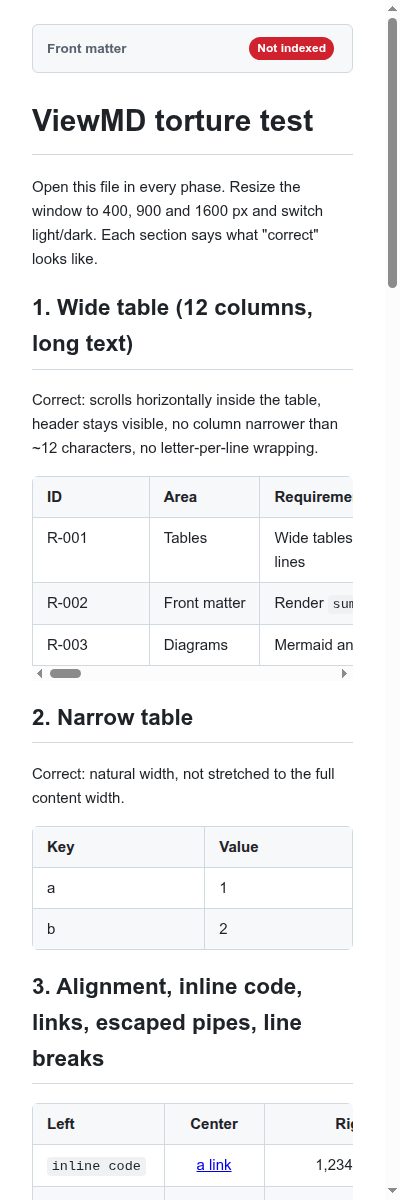 Front matter
Not indexed
ViewMD torture test
Open this file in every phase. Resize the
window to 400, 900 and 1600 px and switch
light/dark. Each section says what "correct"
looks like.
1. Wide table (12 columns,
long text)
Correct: scrolls horizontally inside the table,
header stays visible, no column narrower than
~12 characters, no letter-per-line wrapping.
ID Area
R-001 Tables Wide tables
lines
R-002 Front matter Render
R-003 Diagrams Mermaid
2. Narrow table
Correct: natural width, not stretched to the full
content width.
Key Value
a 1
b 2
3. Alignment, inline code,
links, escaped pipes, line
breaks
Left Center
inline code a link 1,234